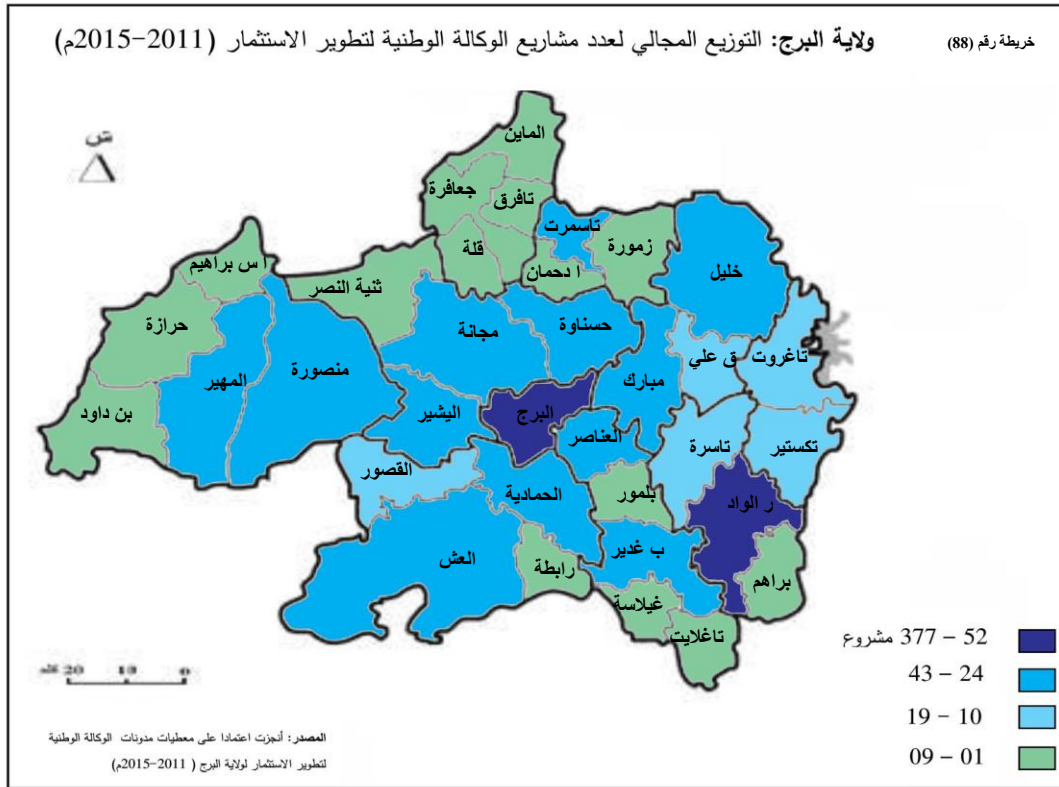 خريطة رقم (88)
ولاية البرج: التوزيع المجالي لعدد مشاريع الوكالة الوطنية لتطوير الاستثمار (2011-2015م)
ش
الماين
جعافرة
تافرق
تاسمرت
زمورة
خليل
قلة
ا دحمان
ا س براهيم
ثنية النصر
حرازة
مجانة
حسناوة
تاغروت
ق علي
المهير
منصورة
مبارك
بن داود
اليشير
البرج
العناصر
تاسرة
تكستير
القصور
الحمادية
بلمور
ر الواد
العش
رابطة
ب غدير
براهم
غيلاسة
تاغلايت
52 – 377 مشروع
24 – 43
10 – 19
01 – 09
0 10 20 كلم
المصدر: أنجزت اعتمادا على معطيات مدونات الوكالة الوطنية
لتطوير الاستثمار لولاية البرج (2011-2015م)